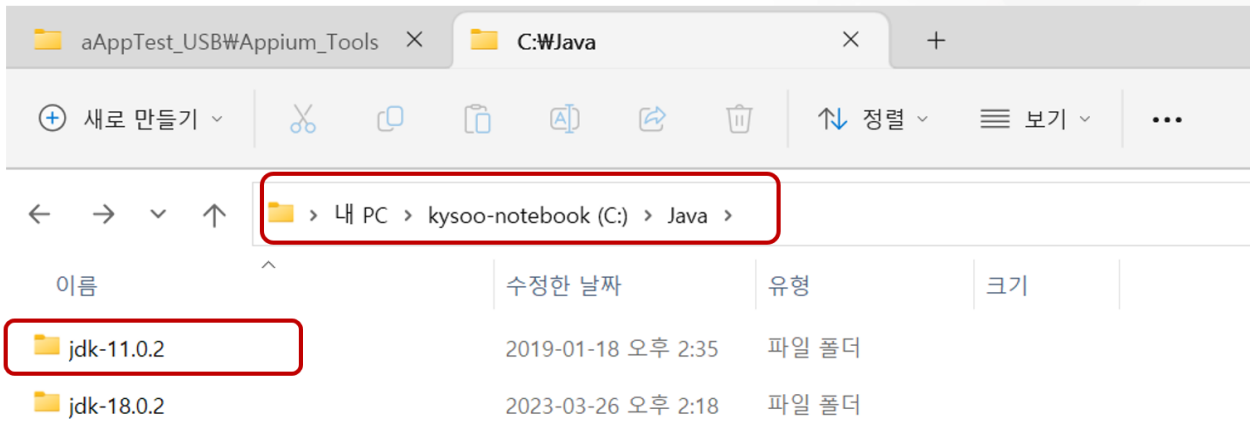 aAppTest_USB₩Appium_Tools C:₩Java
새로 만들기 정렬 보기
내 PC > kysoo-notebook (C:) > Java >
이름 수정한 날짜 유형 크기
jdk-11.0.2 2019-01-18 오후 2:35 파일 폴더
jdk-18.0.2 2023-03-26 오후 2:18 파일 폴더